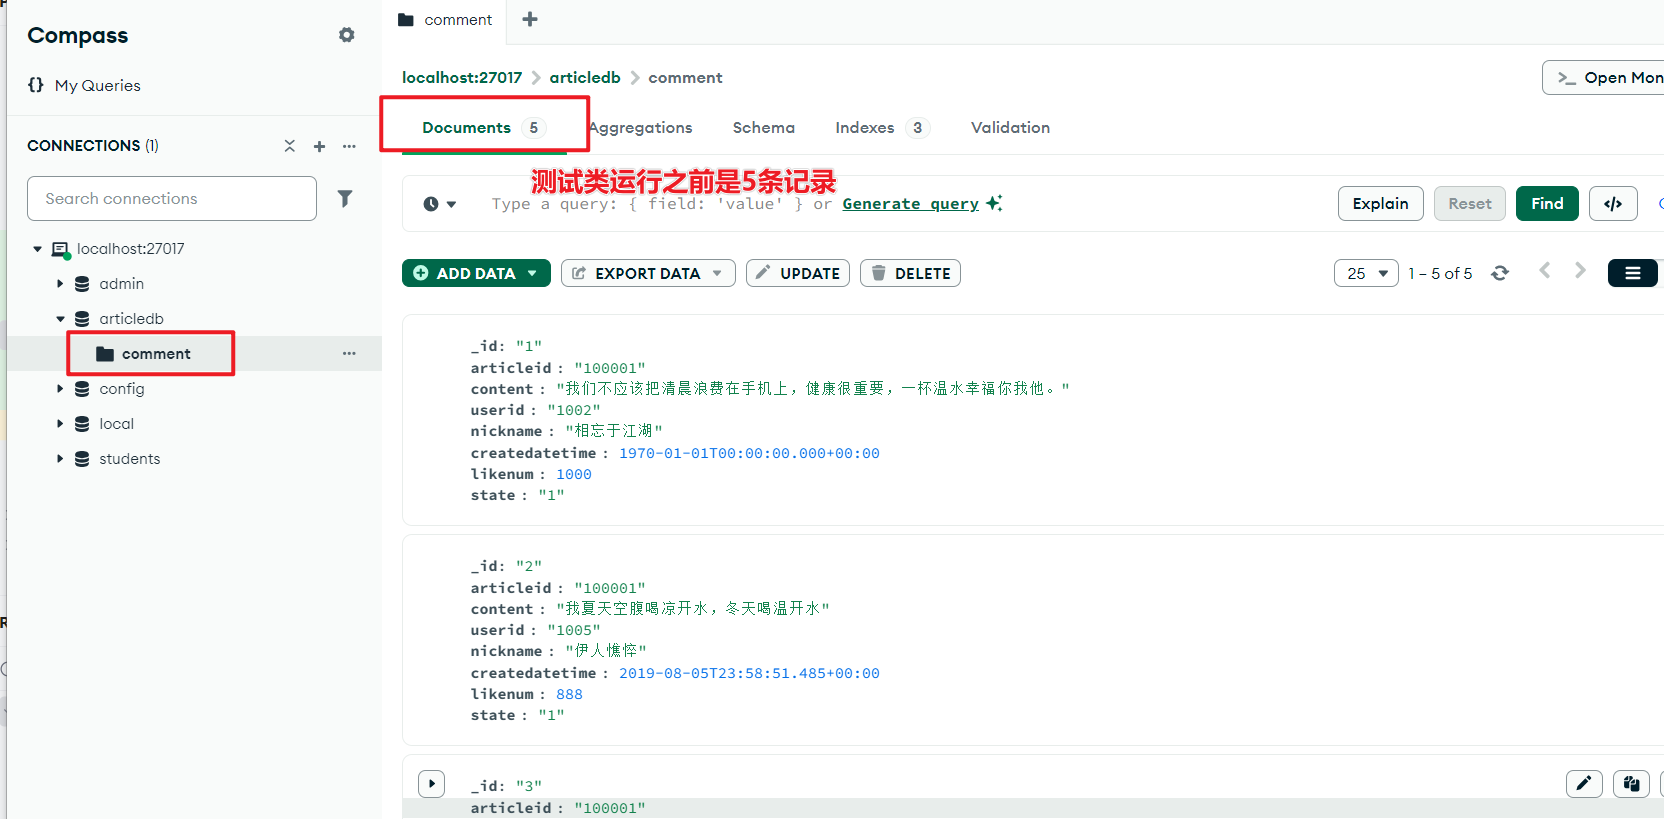 Compass
My Queries
CONNECTIONS (1)
Search connections
localhost:27017
admin
articledb
comment
config
local
students
comment
localhost:27017 > articledb > comment
>_ Open Mon
Documents 5 Aggregations Schema Indexes 3 Validation
测试类运行之前是5条记录
Type a query: { field: 'value' } or Generate query
Explain Reset Find </>
ADD DATA EXPORT DATA UPDATE DELETE
25 1 – 5 of 5
_id: "1"
articleid : "100001"
content : "我们不应该把清晨浪费在手机上，健康很重要，一杯温水幸福你我他。"
userid : "1002"
nickname : "相忘于江湖"
createdatetime : 1970-01-01T00:00:00.000+00:00
likenum : 1000
state : "1"
_id: "2"
articleid : "100001"
content : "我夏天空腹喝凉开水，冬天喝温开水"
userid : "1005"
nickname : "伊人憔悴"
createdatetime : 2019-08-05T23:58:51.485+00:00
likenum : 888
state : "1"
_id: "3"
articleid : "100001"